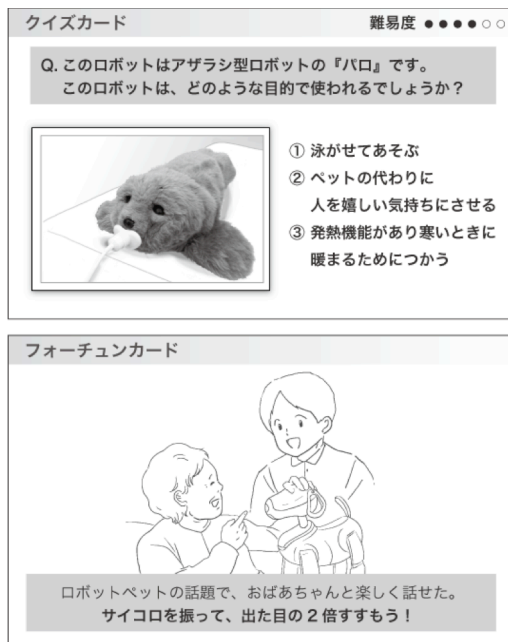 クイズカード
難易度 ●●●●○○
Q. このロボットはアザラシ型ロボットの『パロ』です。
このロボットは、どのような目的で使われるでしょうか?
① 泳がせてあそぶ
② ペットの代わりに
人を嬉しい気持ちにさせる
③ 発熱機能があり寒いときに
暖まるためにつかう
フォーチュンカード
ロボットペットの話題で、おばあちゃんと楽しく話せた。
サイコロを振って、出た目の2倍すすもう!